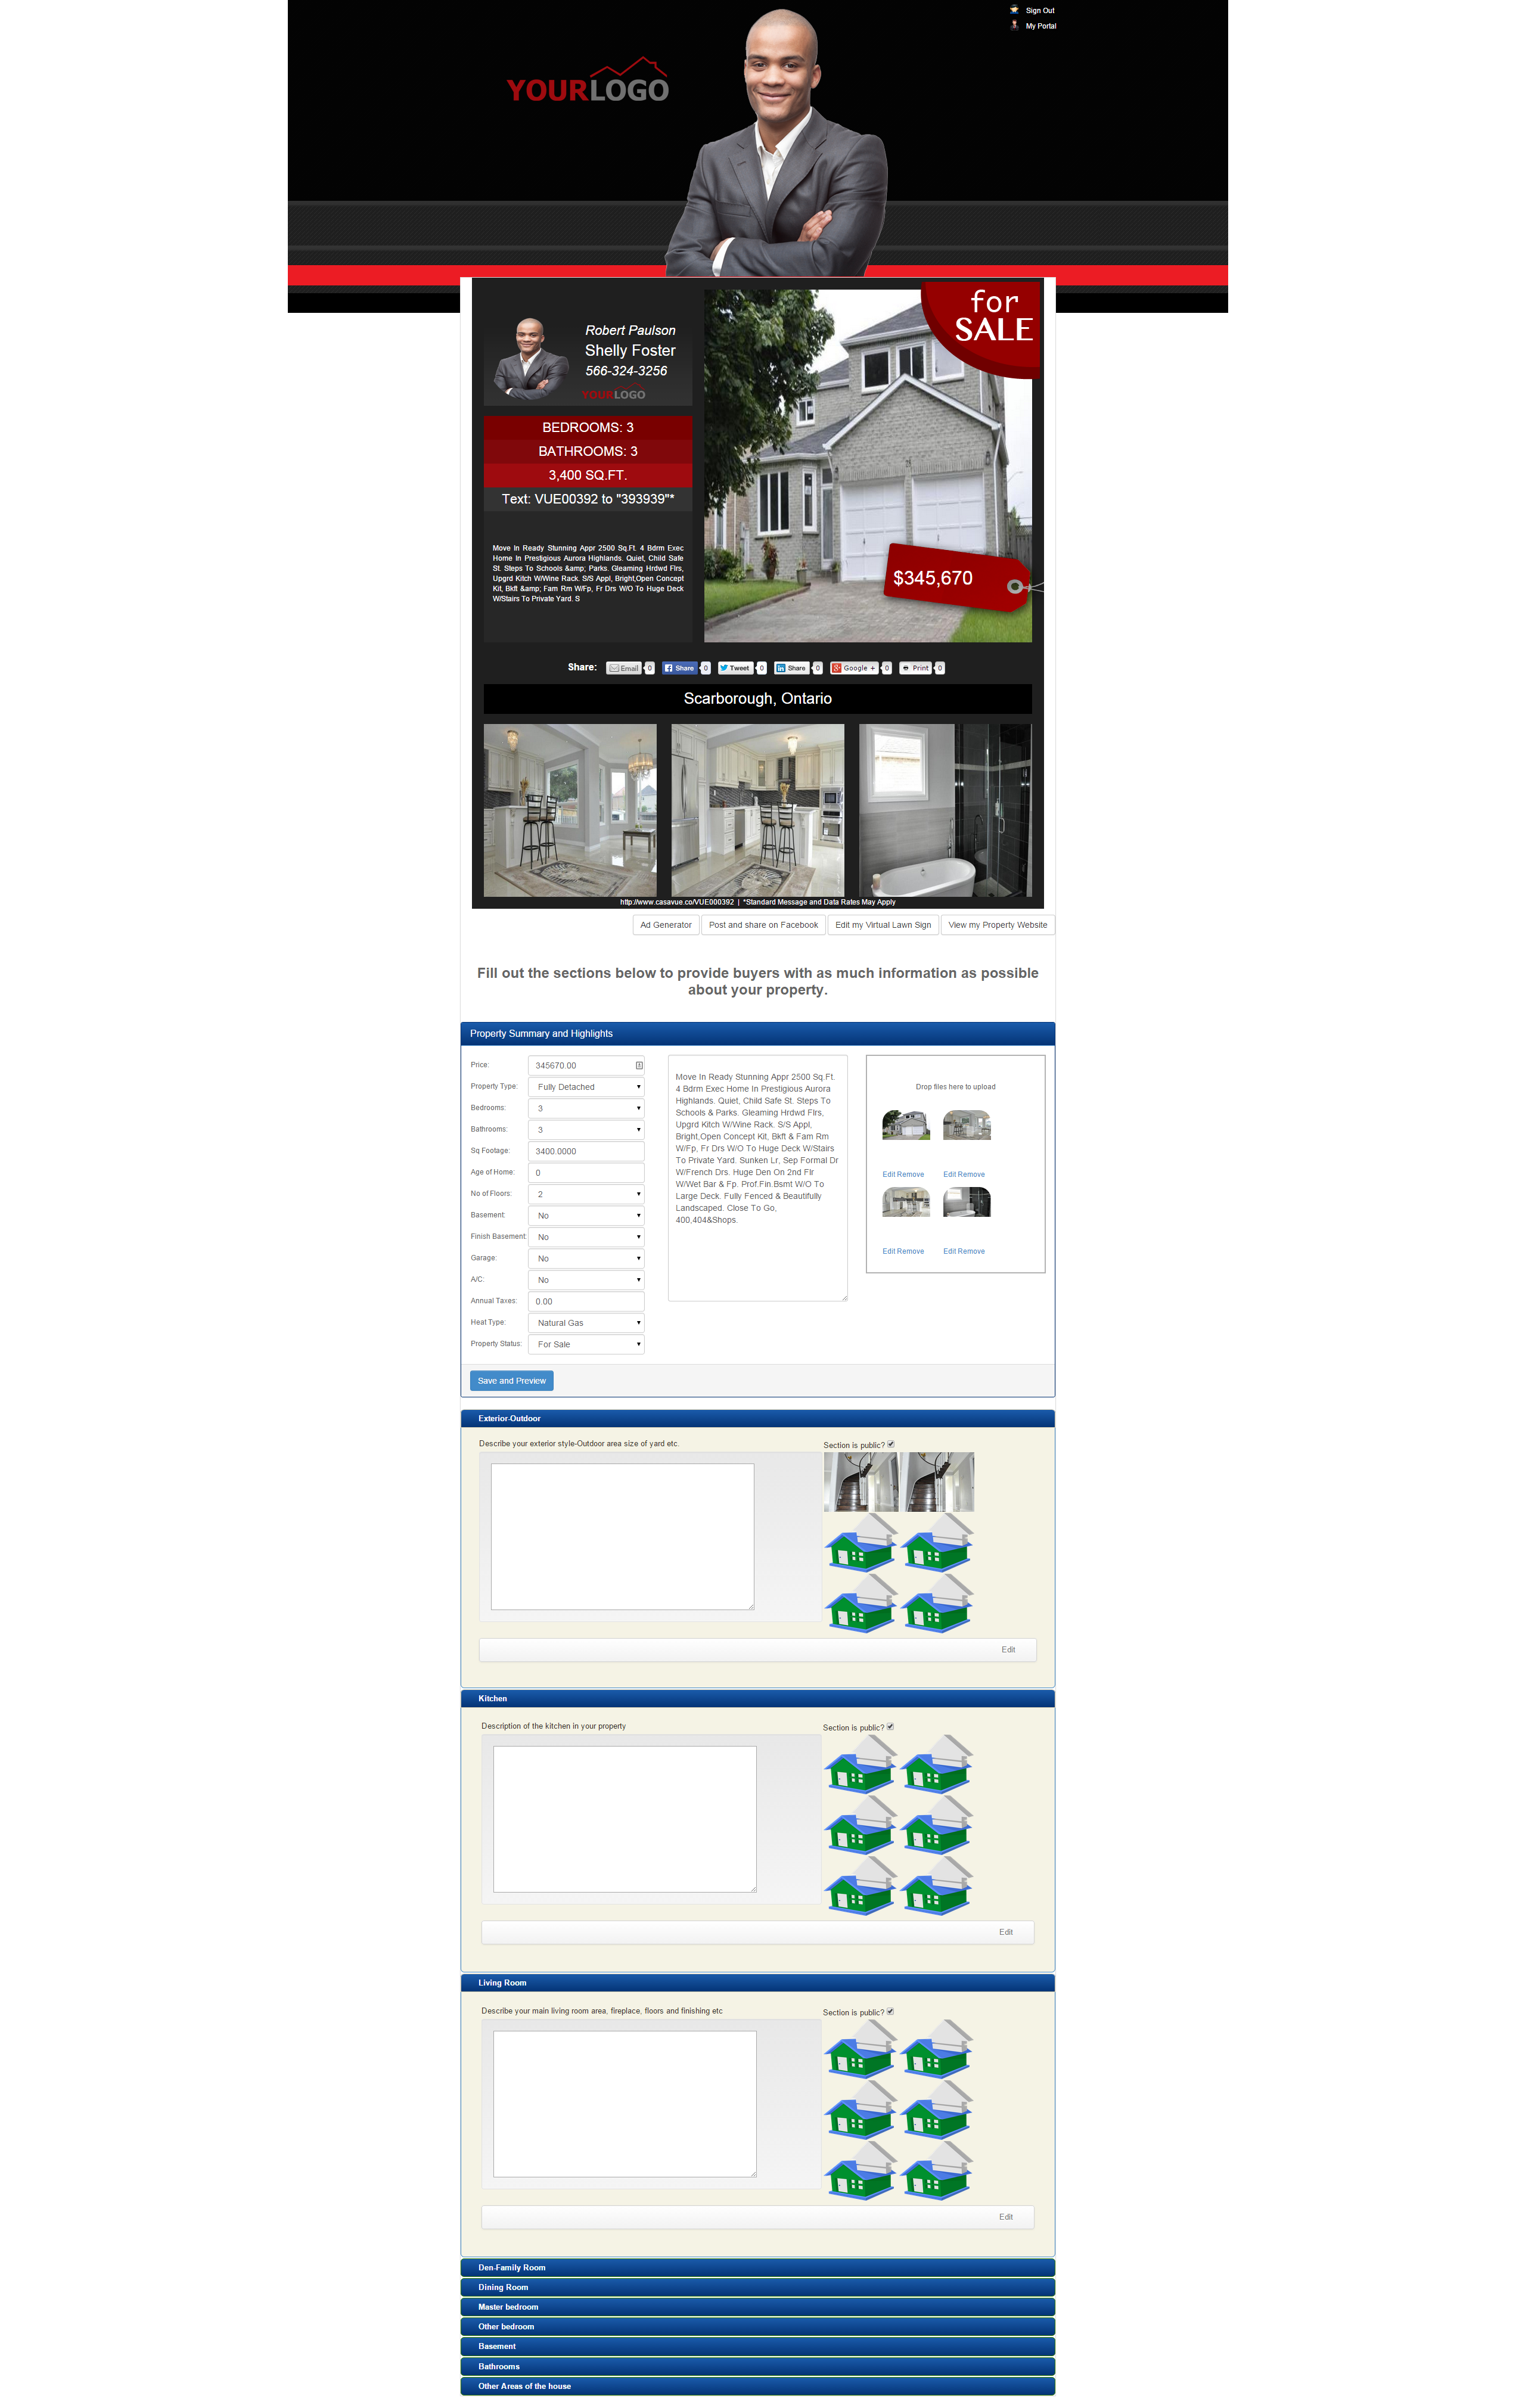 Sign Out
My Portal
YOURLOGO
for
SALE
Robert Paulson
Shelly Foster
566-324-3256
YOURLOGO
BEDROOMS: 3
BATHROOMS: 3
3,400 SQ.FT.
Text: VUE00392 to "393939"*
Move In Ready Stunning Appr 2500 Sq.Ft. 4 Bdrm Exec
Home In Prestigious Aurora Highlands. Quiet, Child Safe
St. Steps To Schools &amp; Parks. Gleaming Hrdwd Flrs,
Upgrd Kitch W/Wine Rack. S/S Appl, Bright,Open Concept
Kit, Bkft &amp; Fam Rm W/Fp, Fr Drs W/O To Huge Deck
W/Stairs To Private Yard. S
$345,670
Share: Email 0 Share 0 Tweet 0 Share 0 Google + 0 Print 0
Scarborough, Ontario
http://www.casavue.co/VUE000392 | *Standard Message and Data Rates May Apply
Ad Generator Post and share on Facebook Edit my Virtual Lawn Sign View my Property Website
Fill out the sections below to provide buyers with as much information as possible
about your property.
Property Summary and Highlights
Price: 345670.00
Property Type: Fully Detached
Bedrooms: 3
Bathrooms: 3
Sq Footage: 3400.0000
Age of Home: 0
No of Floors: 2
Basement: No
Finish Basement: No
Garage: No
A/C: No
Annual Taxes: 0.00
Heat Type: Natural Gas
Property Status: For Sale
Move In Ready Stunning Appr 2500 Sq.Ft.
4 Bdrm Exec Home In Prestigious Aurora
Highlands. Quiet, Child Safe St. Steps To
Schools & Parks. Gleaming Hrdwd Flrs,
Upgrd Kitch W/Wine Rack. S/S Appl,
Bright,Open Concept Kit, Bkft & Fam Rm
W/Fp, Fr Drs W/O To Huge Deck W/Stairs
To Private Yard. Sunken Lr, Sep Formal Dr
W/French Drs. Huge Den On 2nd Flr
W/Wet Bar & Fp. Prof.Fin.Bsmt W/O To
Large Deck. Fully Fenced & Beautifully
Landscaped. Close To Go,
400,404&Shops.
Drop files here to upload
Edit Remove Edit Remove
Edit Remove Edit Remove
Save and Preview
Exterior-Outdoor
Describe your exterior style-Outdoor area size of yard etc. Section is public?
Edit
Kitchen
Description of the kitchen in your property Section is public?
Edit
Living Room
Describe your main living room area, fireplace, floors and finishing etc Section is public?
Edit
Den-Family Room
Dining Room
Master bedroom
Other bedroom
Basement
Bathrooms
Other Areas of the house